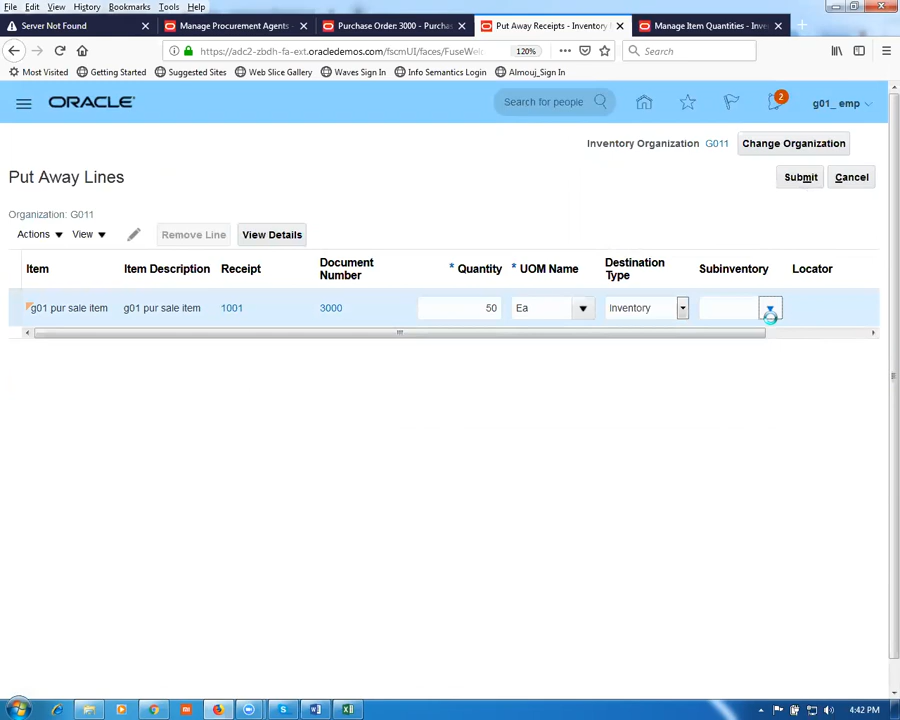 File Edit View History Bookmarks Tools Help
Server Not Found
Manage Procurement Agents -
Purchase Order: 3000 - Purchas
Put Away Receipts - Inventory
Manage Item Quantities - Inven
https://adc2-zbdh-fa-ext.oracledemos.com/fscmUI/faces/FuseWel
120%
Search
Most Visited Getting Started Suggested Sites Web Slice Gallery Waves Sign In Info Semantics Login Almouj_Sign In
ORACLE
Search for people
2
g01_ emp
Inventory Organization G011 Change Organization
Put Away Lines
Submit Cancel
Organization: G011
Actions View Remove Line View Details
Item Item Description Receipt Document Number * Quantity * UOM Name Destination Type Subinventory Locator
g01 pur sale item g01 pur sale item 1001 3000 50 Ea Inventory
4:42 PM